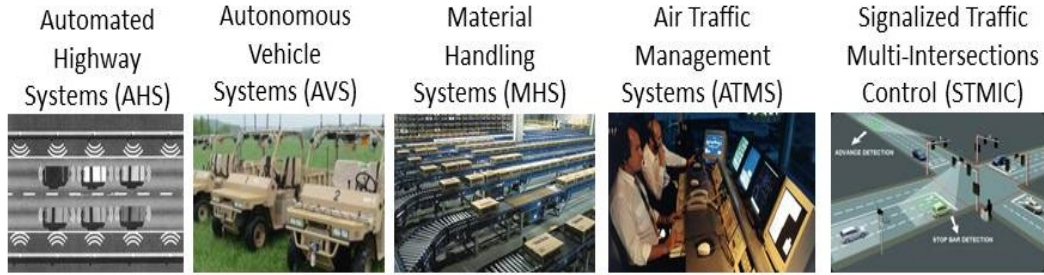 Automated
Highway
Systems (AHS)
Autonomous
Vehicle
Systems (AVS)
Material
Handling
Systems (MHS)
Air Traffic
Management
Systems (ATMS)
Signalized Traffic
Multi-Intersections
Control (STMIC)
2
ADVANCE DETECTION
STOP BAR DETECTION